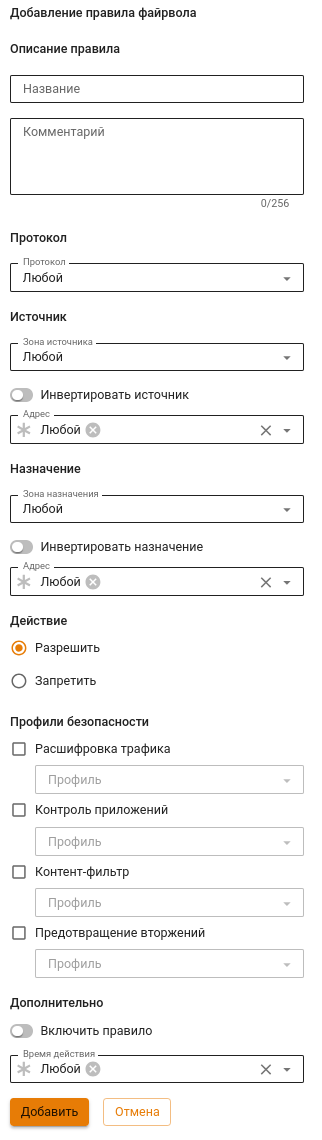 Добавление правила файрвола
Описание правила
Название
Комментарий
0/256
Протокол
Протокол
Любой
Источник
Зона источника
Любой
Инвертировать источник
Адрес
Любой
Назначение
Зона назначения
Любой
Инвертировать назначение
Адрес
Любой
Действие
Разрешить
Запретить
Профили безопасности
Расшифровка трафика
Профиль
Контроль приложений
Профиль
Контент-фильтр
Профиль
Предотвращение вторжений
Профиль
Дополнительно
Включить правило
Время действия
Любой
Добавить Отмена